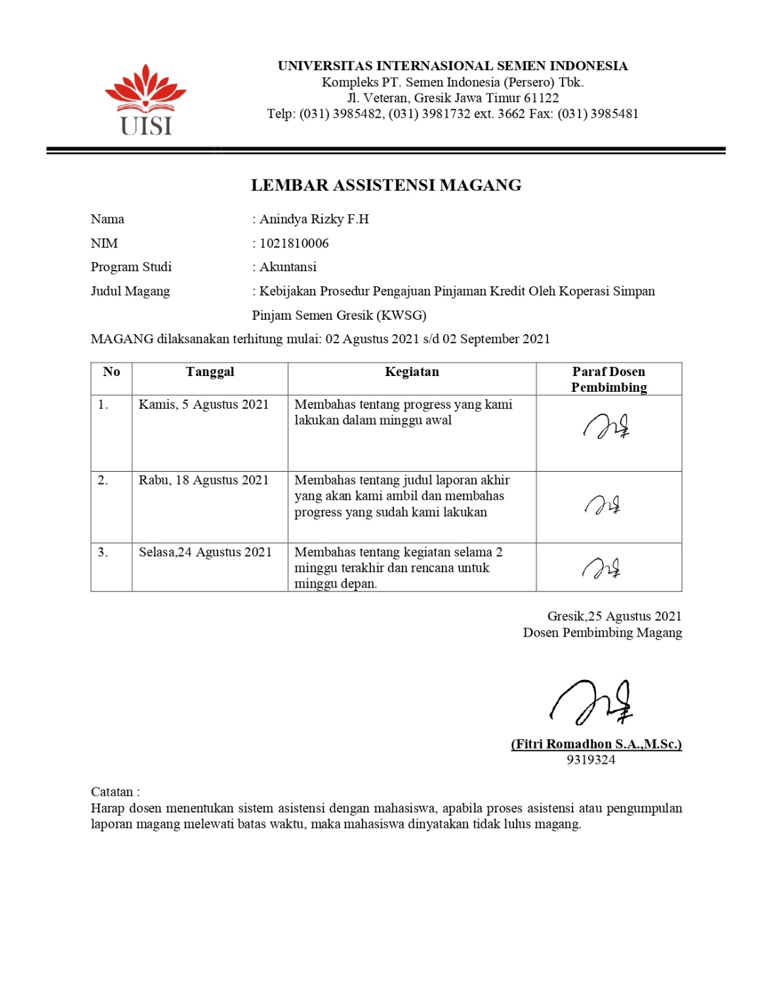 UISI
UNIVERSITAS INTERNASIONAL SEMEN INDONESIA
Kompleks PT. Semen Indonesia (Persero) Tbk.
Jl. Veteran, Gresik Jawa Timur 61122
Telp: (031) 3985482, (031) 3981732 ext. 3662 Fax: (031) 3985481
LEMBAR ASSISTENSI MAGANG
Nama : Anindya Rizky F.H
NIM : 1021810006
Program Studi : Akuntansi
Judul Magang : Kebijakan Prosedur Pengajuan Pinjaman Kredit Oleh Koperasi Simpan
Pinjam Semen Gresik (KWSG)
MAGANG dilaksanakan terhitung mulai: 02 Agustus 2021 s/d 02 September 2021
No Tanggal Kegiatan Paraf Dosen
Pembimbing
1. Kamis, 5 Agustus 2021 Membahas tentang progress yang kami
lakukan dalam minggu awal
2. Rabu, 18 Agustus 2021 Membahas tentang judul laporan akhir
yang akan kami ambil dan membahas
progress yang sudah kami lakukan
3. Selasa,24 Agustus 2021 Membahas tentang kegiatan selama 2
minggu terakhir dan rencana untuk
minggu depan.
Gresik,25 Agustus 2021
Dosen Pembimbing Magang
(Fitri Romadhon S.A.,M.Sc.)
9319324
Catatan :
Harap dosen menentukan sistem asistensi dengan mahasiswa, apabila proses asistensi atau pengumpulan
laporan magang melewati batas waktu, maka mahasiswa dinyatakan tidak lulus magang.